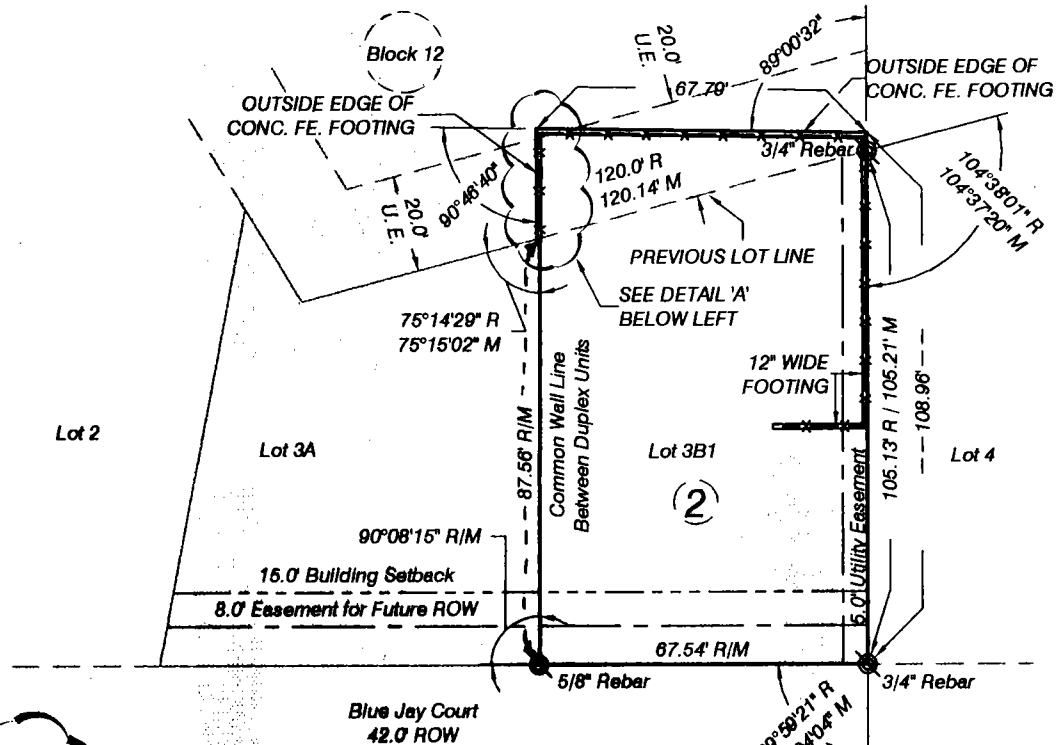 Block 12
20.0'
U.E.
89°00'32"
OUTSIDE EDGE OF
CONC. FE. FOOTING
67.79'
OUTSIDE EDGE OF
CONC. FE. FOOTING
3/4" Rebar
90°46'40"
120.0' R
120.14' M
104°38'01" R
104°37'20" M
20.0'
U.E.
PREVIOUS LOT LINE
SEE DETAIL 'A'
BELOW LEFT
75°14'29" R
75°15'02" M
12" WIDE
FOOTING
105.13' R / 105.21' M
108.96'
Common Wall Line
Between Duplex Units
87.56' R/M
Lot 2
Lot 3A
Lot 3B1
Lot 4
2
90°08'15" R/M
5.0' Utility Easement
15.0' Building Setback
8.0' Easement for Future ROW
67.54' R/M
5/8" Rebar
3/4" Rebar
Blue Jay Court
42.0' ROW